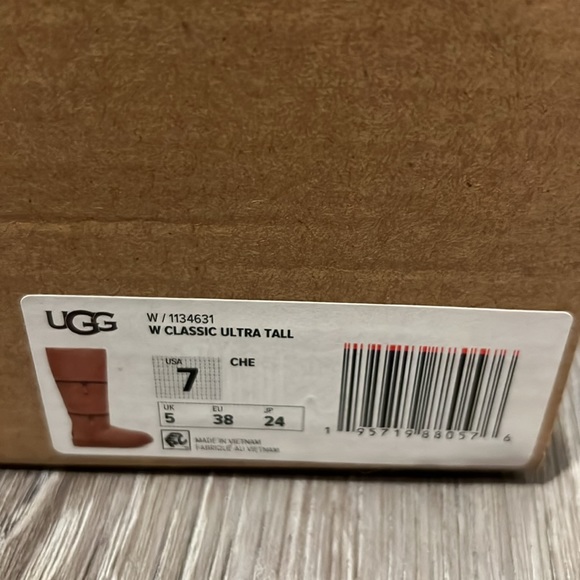 UGG
W / 1134631
W CLASSIC ULTRA TALL
USA
7
CHE
UK EU JP
5 38 24
MADE IN VIETNAM
FABRIQUÉ AU VIETNAM
1 95719 88057 6